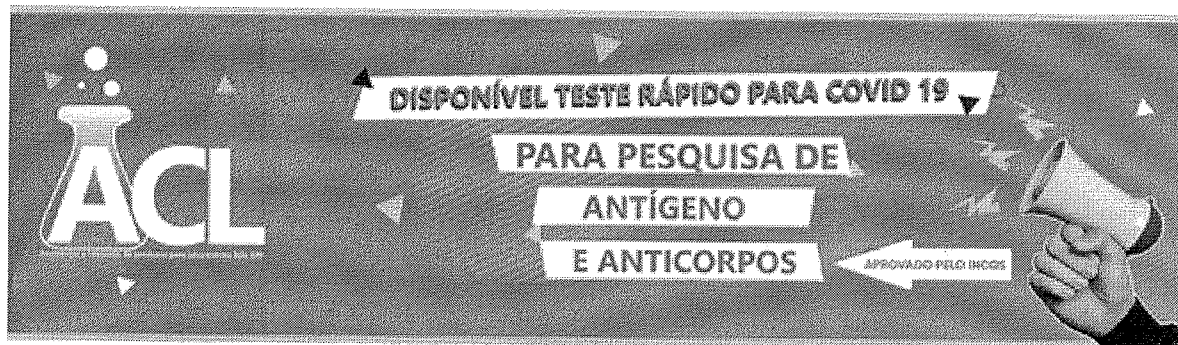 ACL
DISPONÍVEL TESTE RÁPIDO PARA COVID 19
PARA PESQUISA DE
ANTÍGENO
E ANTICORPOS
APROVADO PELO INCQS